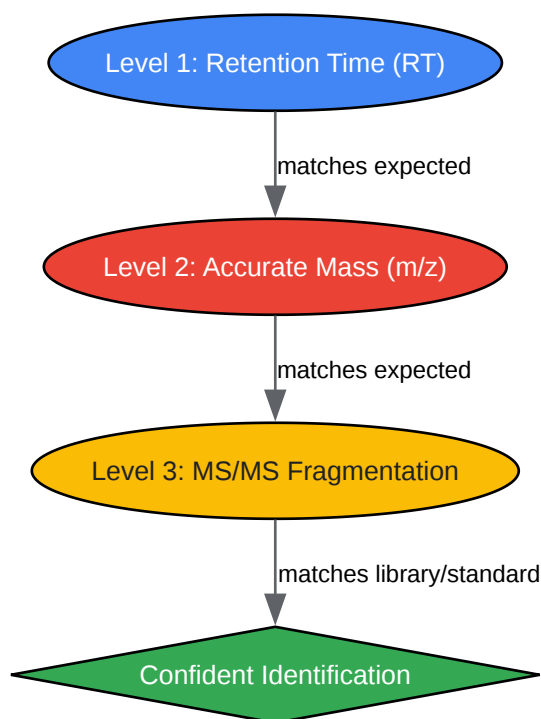 Level 1: Retention Time (RT)
matches expected
Level 2: Accurate Mass (m/z)
matches expected
Level 3: MS/MS Fragmentation
matches library/standard
Confident Identification